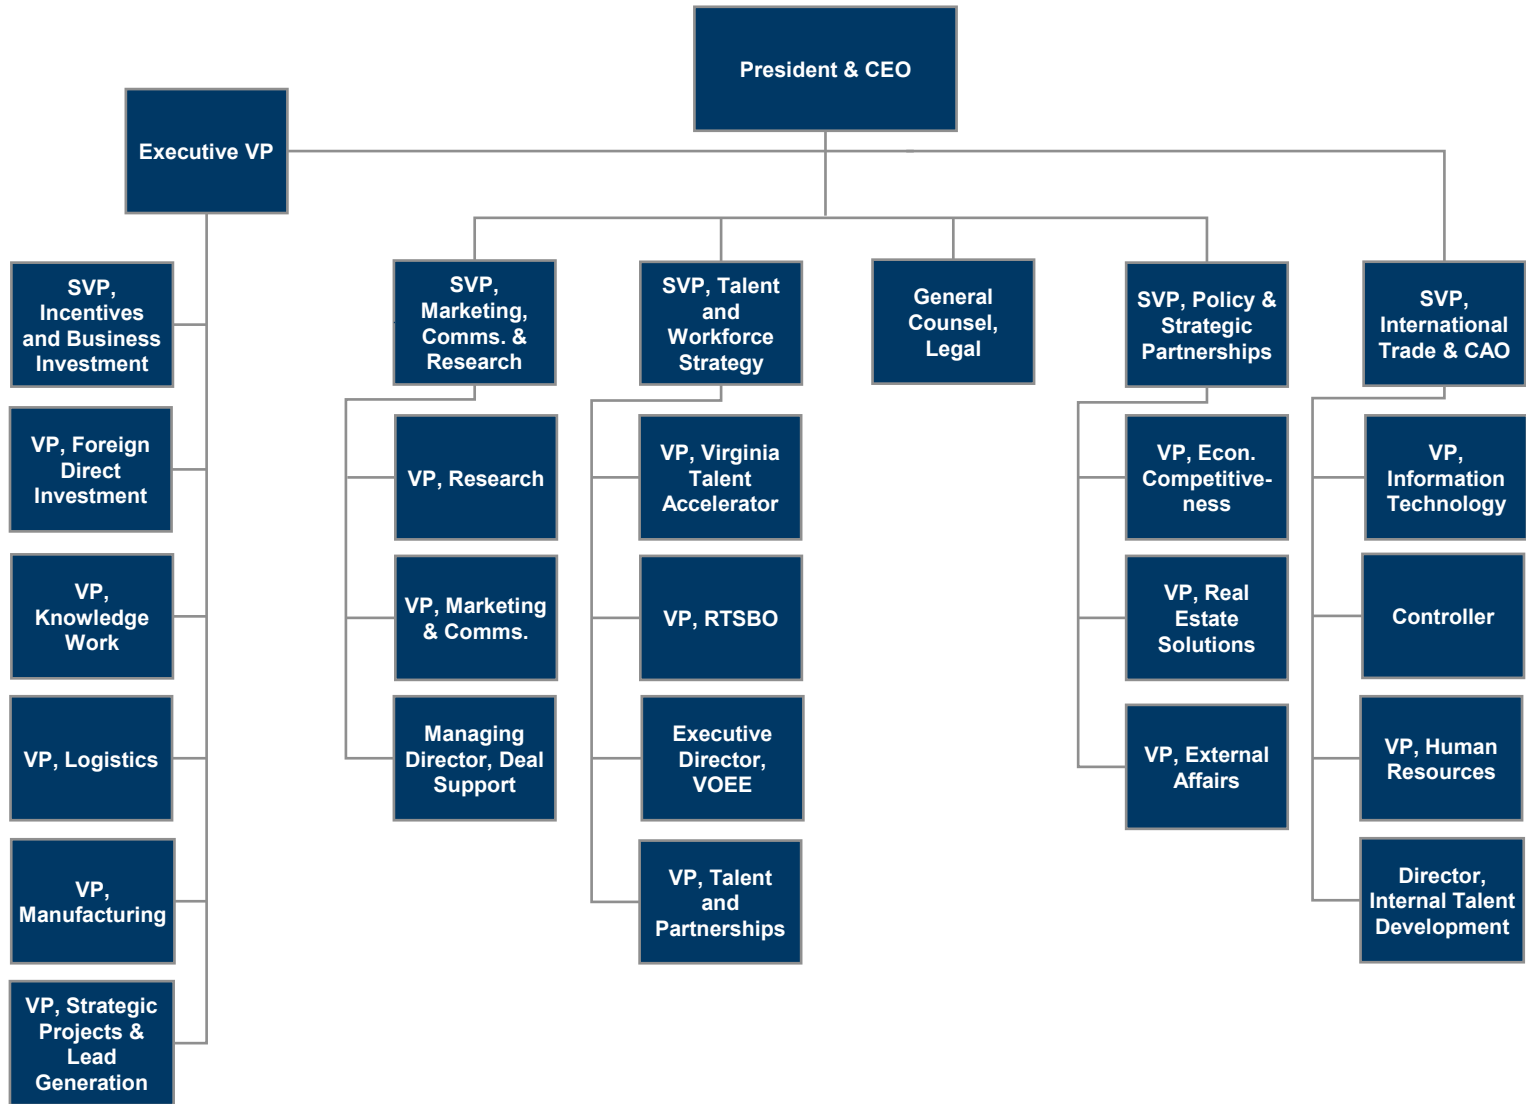 President & CEO
Executive VP
SVP,
Incentives
and Business
Investment
VP, Foreign
Direct
Investment
VP,
Knowledge
Work
VP, Logistics
VP,
Manufacturing
VP, Strategic
Projects &
Lead
Generation
SVP,
Marketing,
Comms. &
Research
VP, Research
VP, Marketing
& Comms.
Managing
Director, Deal
Support
SVP, Talent
and
Workforce
Strategy
VP, Virginia
Talent
Accelerator
VP, RTSBO
Executive
Director,
VOEE
VP, Talent
and
Partnerships
General
Counsel,
Legal
SVP, Policy &
Strategic
Partnerships
VP, Econ.
Competitive-
ness
VP, Real
Estate
Solutions
VP, External
Affairs
SVP,
International
Trade & CAO
VP,
Information
Technology
Controller
VP, Human
Resources
Director,
Internal Talent
Development